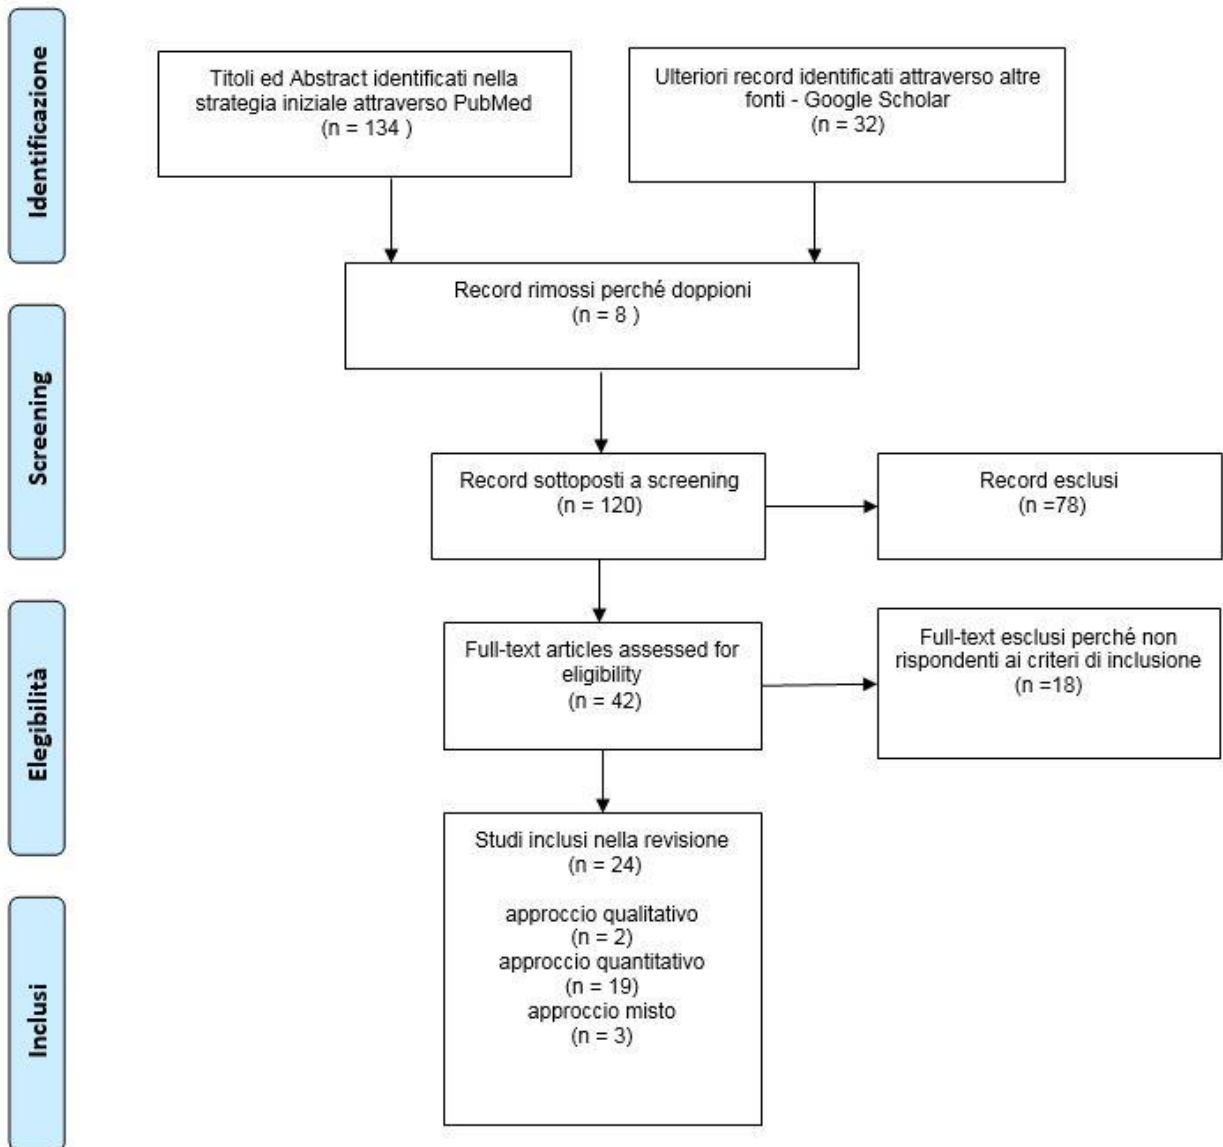 Identificazione
Titoli ed Abstract identificati nella
strategia iniziale attraverso PubMed
(n = 134 )
Ulteriori record identificati attraverso altre
fonti - Google Scholar
(n = 32)
Record rimossi perché doppioni
(n = 8 )
Screening
Record sottoposti a screening
(n = 120)
Record esclusi
(n =78)
Elegibilità
Full-text articles assessed for
eligibility
(n = 42)
Full-text esclusi perché non
rispondenti ai criteri di inclusione
(n =18)
Inclusi
Studi inclusi nella revisione
(n = 24)
approccio qualitativo
(n = 2)
approccio quantitativo
(n = 19)
approccio misto
(n = 3)